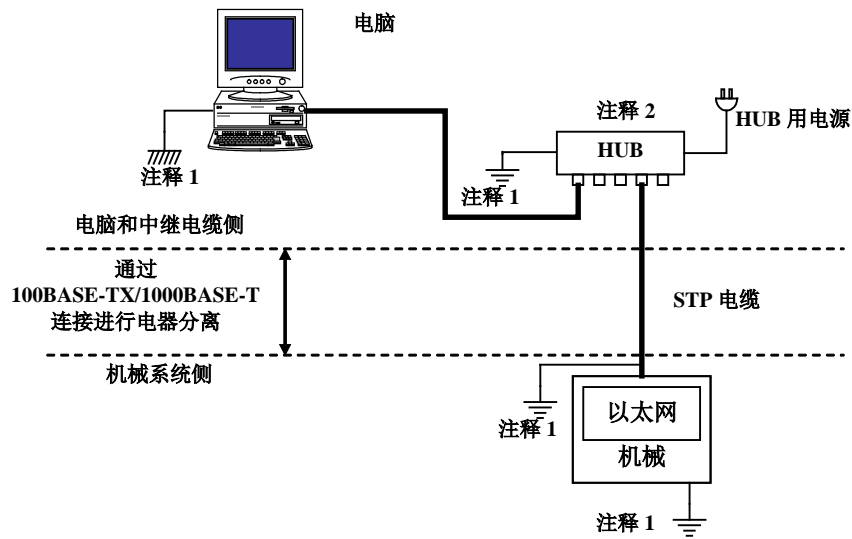 电脑
注释 2
HUB 用电源
HUB
注释 1
注释 1
电脑和中继电缆侧
通过
100BASE-TX/1000BASE-T
连接进行电器分离
STP 电缆
机械系统侧
注释 1
以太网
机械
注释 1